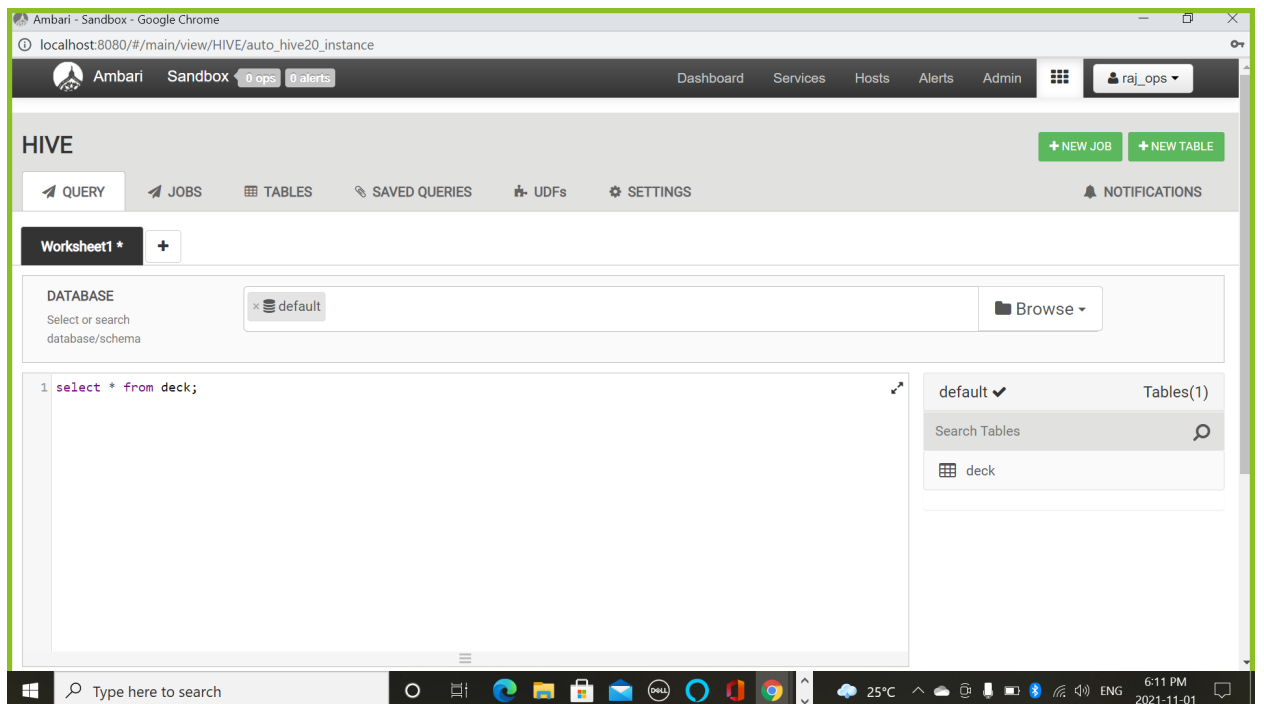 Ambari - Sandbox - Google Chrome
localhost:8080/#/main/view/HIVE/auto_hive20_instance
Ambari Sandbox 0 ops 0 alerts Dashboard Services Hosts Alerts Admin raj_ops
HIVE
NEW JOB NEW TABLE
QUERY JOBS TABLES SAVED QUERIES UDFs SETTINGS NOTIFICATIONS
Worksheet1 * +
DATABASE
Select or search
database/schema
× default
Browse
1 select * from deck;
default Tables(1)
Search Tables
deck
Type here to search
DELL
25°C
ENG
6:11 PM
2021-11-01